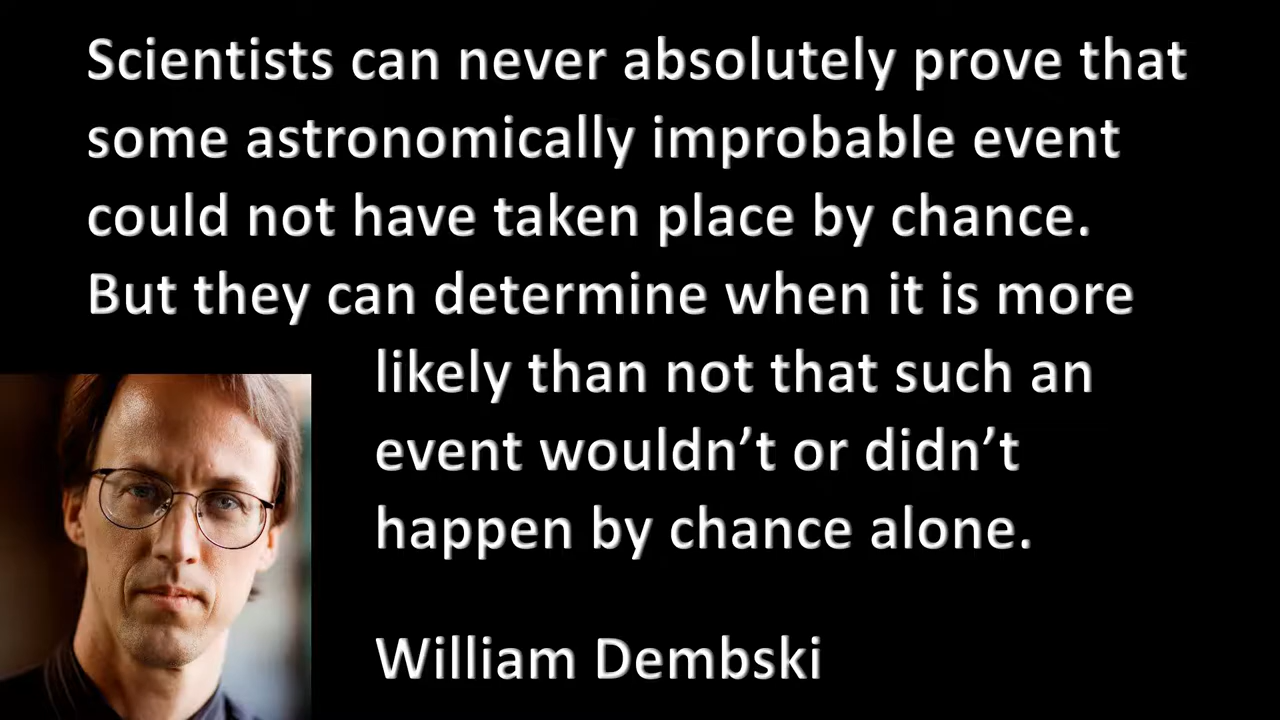 Scientists can never absolutely prove that
some astronomically improbable event
could not have taken place by chance.
But they can determine when it is more
likely than not that such an
event wouldn’t or didn’t
happen by chance alone.
William Dembski